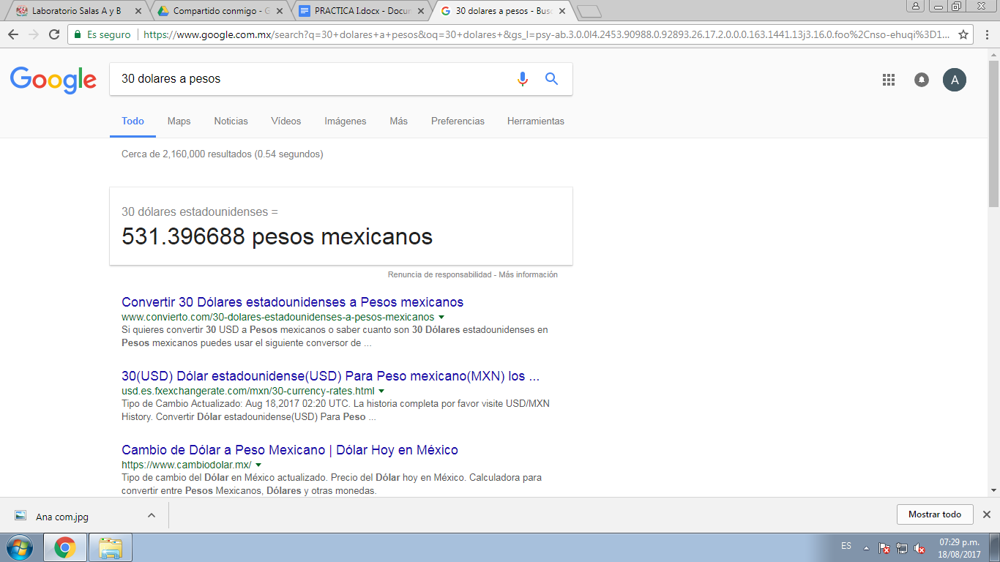 Laboratorio Salas A y B
Compartido conmigo - G
PRACTICA I.docx - Docum
30 dolares a pesos - Busc
Es seguro
https://www.google.com.mx/search?q=30+dolares+a+pesos&oq=30+dolares+&gs_l=psy-ab.3.0.0l4.2453.90988.0.92893.26.17.2.0.0.0.163.1441.13j3.16.0.foo%2Cnso-ehuqi%3D1...
Google
30 dolares a pesos
A
Todo Maps Noticias Vídeos Imágenes Más Preferencias Herramientas
Cerca de 2,160,000 resultados (0.54 segundos)
30 dólares estadounidenses =
531.396688 pesos mexicanos
Renuncia de responsabilidad - Más información
Convertir 30 Dólares estadounidenses a Pesos mexicanos
www.convierto.com/30-dolares-estadounidenses-a-pesos-mexicanos
Si quieres convertir 30 USD a Pesos mexicanos o saber cuanto son 30 Dólares estadounidenses en
Pesos mexicanos puedes usar el siguiente conversor de ...
30(USD) Dólar estadounidense(USD) Para Peso mexicano(MXN) los ...
usd.es.fxexchangerate.com/mxn/30-currency-rates.html
Tipo de Cambio Actualizado: Aug 18,2017 02:20 UTC. La historia completa por favor visite USD/MXN
History. Convertir Dólar estadounidense(USD) Para Peso ...
Cambio de Dólar a Peso Mexicano | Dólar Hoy en México
https://www.cambiodolar.mx/
Tipo de cambio del Dólar en México actualizado. Precio del Dólar hoy en México. Calculadora para
convertir entre Pesos Mexicanos, Dólares y otras monedas.
Ana com.jpg
Mostrar todo
ES
07:29 p.m.
18/08/2017